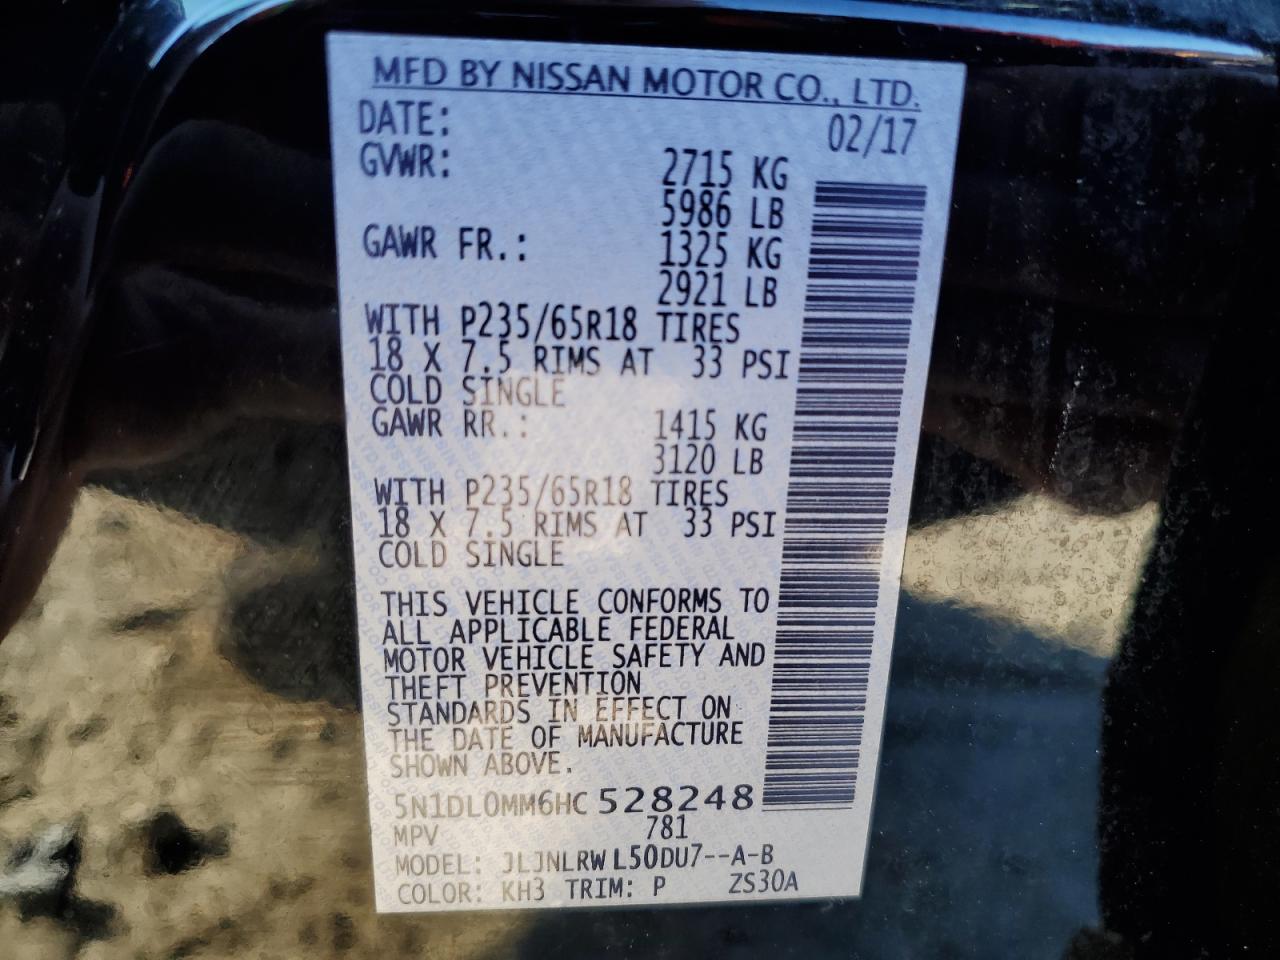 MFD BY NISSAN MOTOR CO., LTD.
DATE: 02/17
GVWR: 2715 KG
5986 LB
GAWR FR.: 1325 KG
2921 LB
WITH P235/65R18 TIRES
18 X 7.5 RIMS AT 33 PSI
COLD SINGLE
GAWR RR.: 1415 KG
3120 LB
WITH P235/65R18 TIRES
18 X 7.5 RIMS AT 33 PSI
COLD SINGLE
THIS VEHICLE CONFORMS TO
ALL APPLICABLE FEDERAL
MOTOR VEHICLE SAFETY AND
THEFT PREVENTION
STANDARDS IN EFFECT ON
THE DATE OF MANUFACTURE
SHOWN ABOVE.
5N1DL0MM6HC528248
MPV 781
MODEL: JLJNLRWL50DU7--A-B
COLOR: KH3 TRIM: P ZS30A